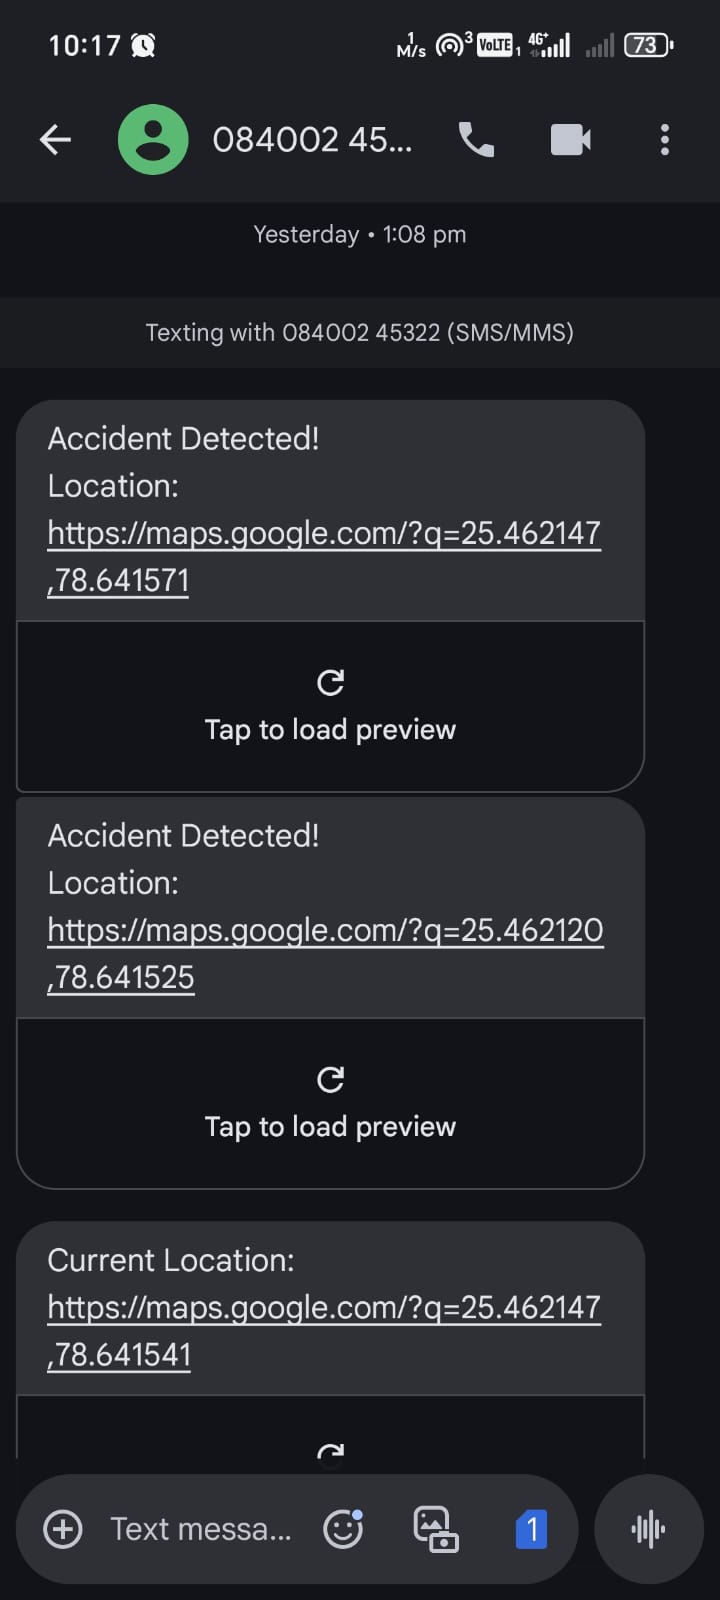 10:17
1 M/s 3 VoLTE 1 4G+ 73
084002 45...
Yesterday • 1:08 pm
Texting with 084002 45322 (SMS/MMS)
Accident Detected!
Location:
https://maps.google.com/?q=25.462147
,78.641571
Tap to load preview
Accident Detected!
Location:
https://maps.google.com/?q=25.462120
,78.641525
Tap to load preview
Current Location:
https://maps.google.com/?q=25.462147
,78.641541
Text messa... 1